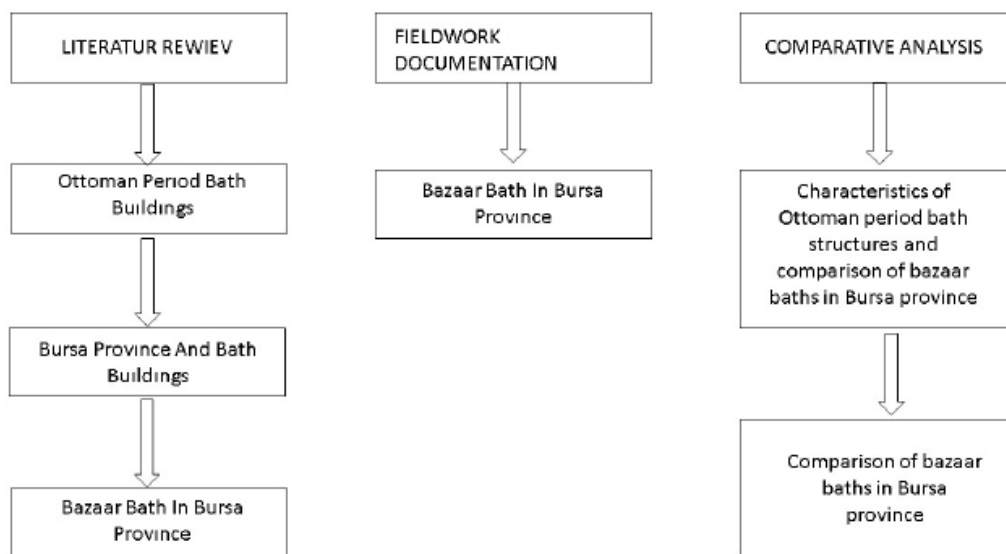 LITERATUR REWIEV
Ottoman Period Bath
Buildings
Bursa Province And Bath
Buildings
Bazaar Bath In Bursa
Province
FIELDWORK
DOCUMENTATION
Bazaar Bath In Bursa
Province
COMPARATIVE ANALYSIS
Characteristics of
Ottoman period bath
structures and
comparison of bazaar
baths in Bursa province
Comparison of bazaar
baths in Bursa
province